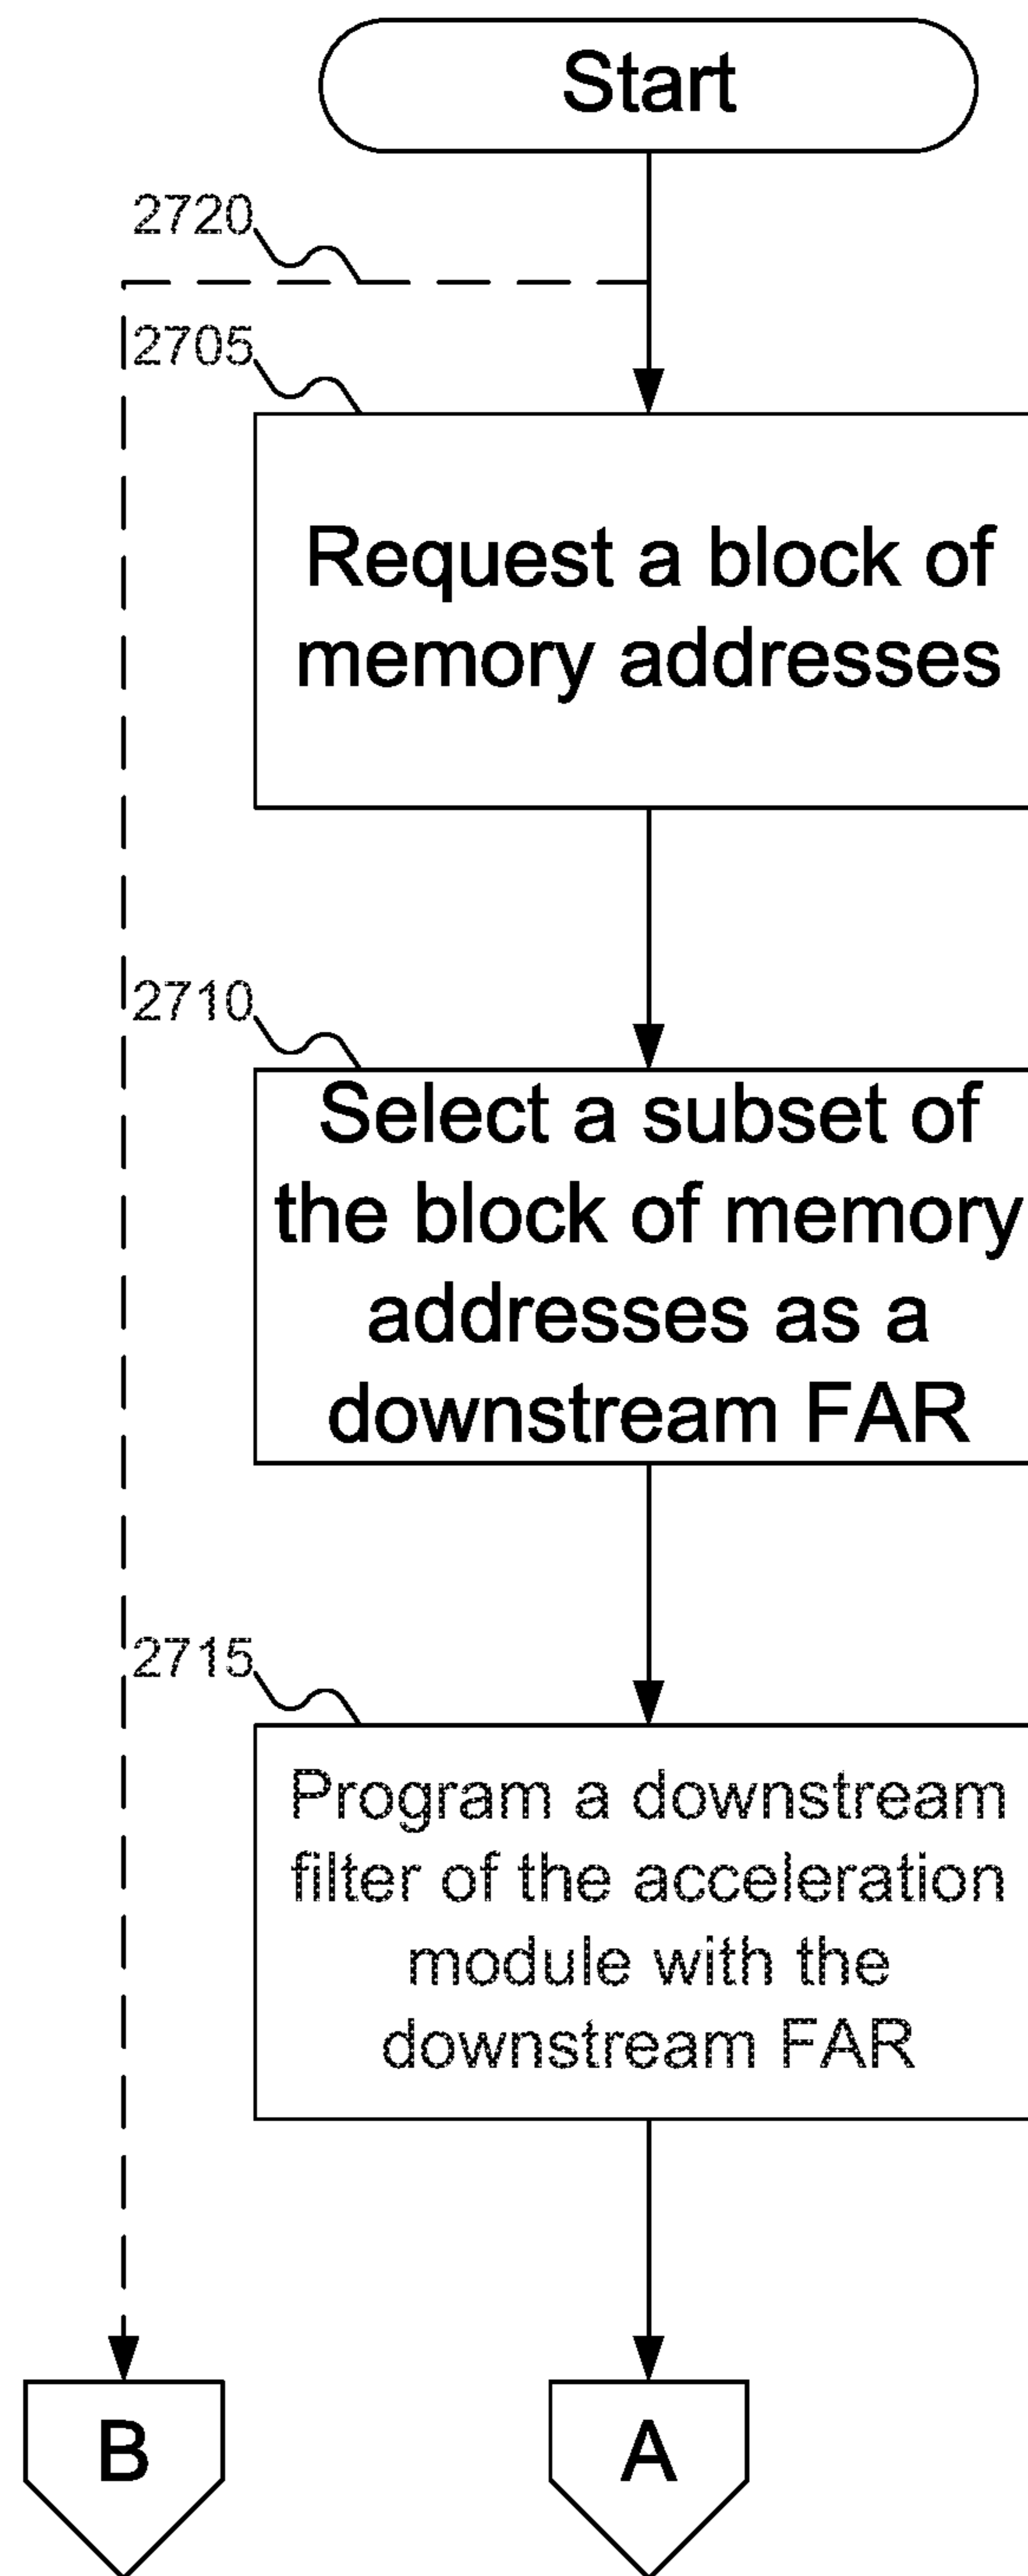 Start
2720
2705
Request a block of
memory addresses
2710
Select a subset of
the block of memory
addresses as a
downstream FAR
2715
Program a downstream
filter of the acceleration
module with the
downstream FAR
B
A